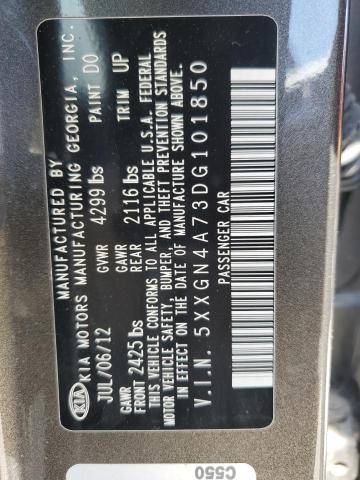 KIA
MANUFACTURED BY
KIA MOTORS MANUFACTURING GEORGIA, INC.
JUL/06/12 GVWR 4299 lbs PAINT DO
GAWR GAWR
FRONT 2425 lbs REAR 2116 lbs TRIM UP
THIS VEHICLE CONFORMS TO ALL APPLICABLE U.S.A. FEDERAL
MOTOR VEHICLE SAFETY, BUMPER, AND THEFT PREVENTION STANDARDS
IN EFFECT ON THE DATE OF MANUFACTURE SHOWN ABOVE.
V.I.N. 5XXGN4A73DG101850
PASSENGER CAR
C550